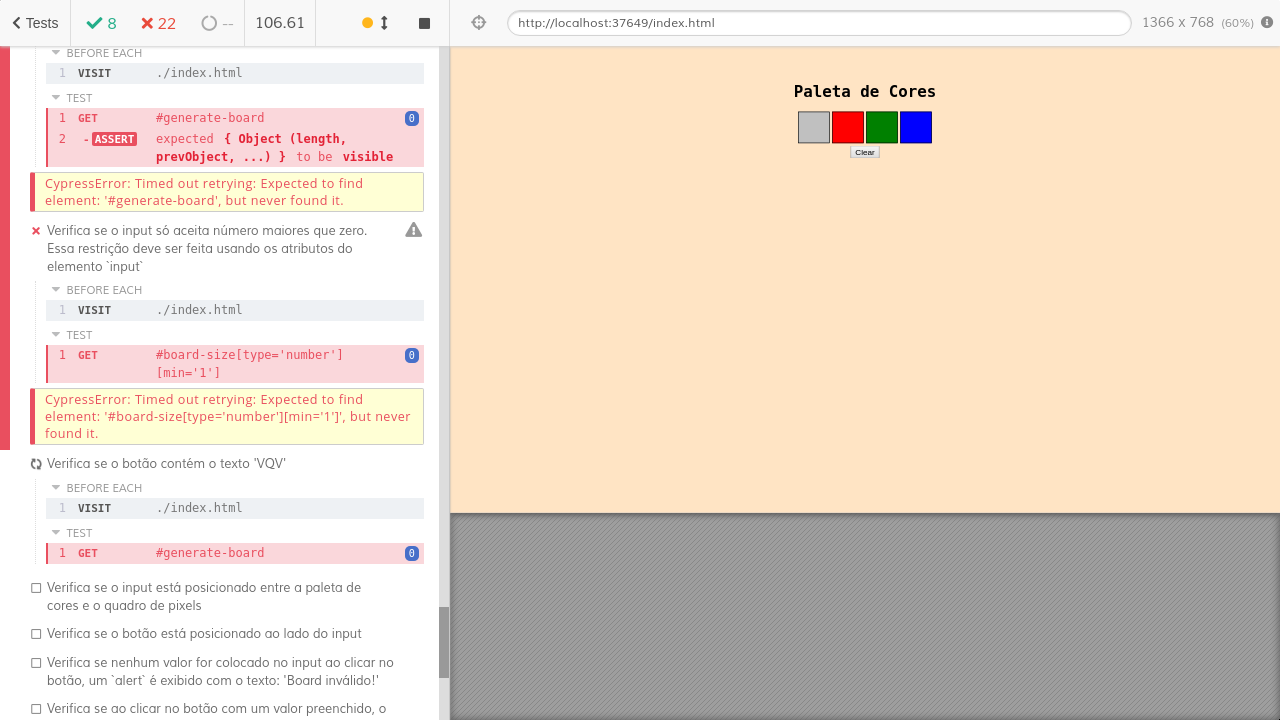 Tests
8
22
--
106.61
http://localhost:37649/index.html
1366 x 768 (60%)
BEFORE EACH
1 VISIT ./index.html
TEST
1 GET #generate-board 0
2 - ASSERT expected { Object (length,
prevObject, ...) } to be visible
CypressError: Timed out retrying: Expected to find
element: '#generate-board', but never found it.
Verifica se o input só aceita número maiores que zero.
Essa restrição deve ser feita usando os atributos do
elemento `input`
BEFORE EACH
1 VISIT ./index.html
TEST
1 GET #board-size[type='number'] 0
[min='1']
CypressError: Timed out retrying: Expected to find
element: '#board-size[type='number'][min='1']', but never
found it.
Verifica se o botão contém o texto 'VQV'
BEFORE EACH
1 VISIT ./index.html
TEST
1 GET #generate-board 0
Verifica se o input está posicionado entre a paleta de
cores e o quadro de pixels
Verifica se o botão está posicionado ao lado do input
Verifica se nenhum valor for colocado no input ao clicar no
botão, um `alert` é exibido com o texto: 'Board inválido!'
Verifica se ao clicar no botão com um valor preenchido, o
Paleta de Cores
Clear